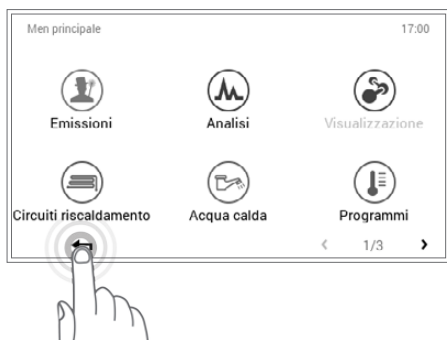 Men principale 17:00
Emissioni Analisi Visualizzazione
Circuiti riscaldamento Acqua calda Programmi
1/3